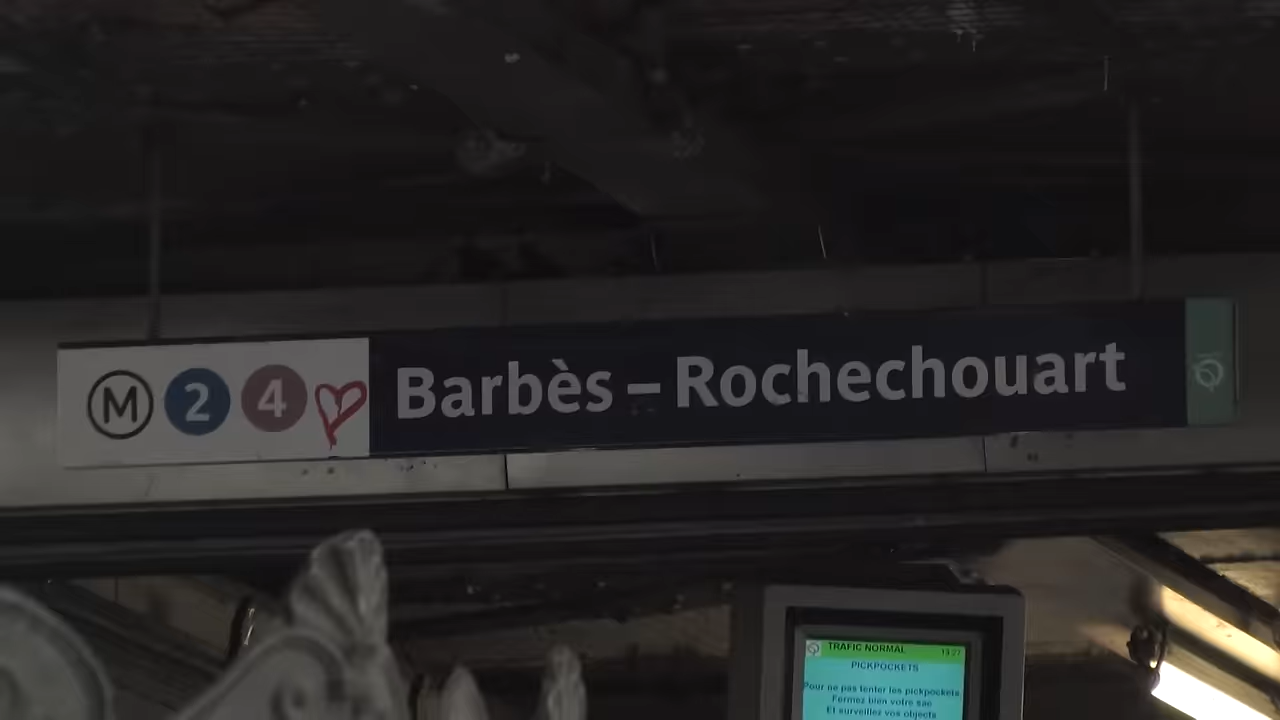 M 2 4 Barbès – Rochechouart
TRAFIC NORMAL 13:27
PICKPOCKETS
Pour ne pas tenter les pickpockets,
Fermez bien votre sac
Et surveillez vos objects